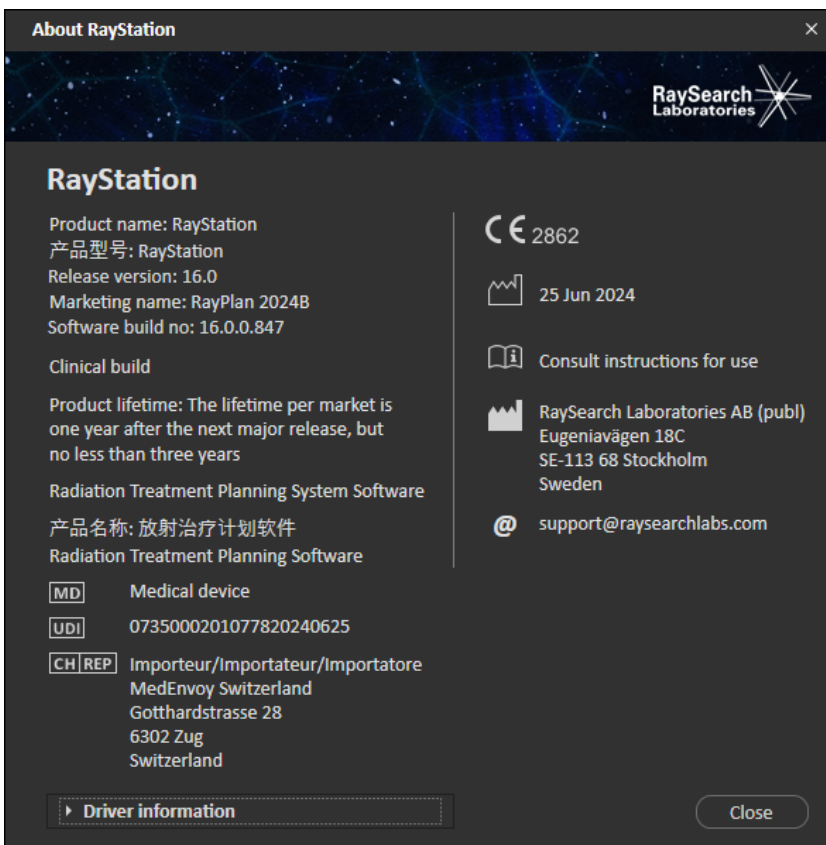 About RayStation
RaySearch
Laboratories
RayStation
Product name: RayStation
产品型号: RayStation
Release version: 16.0
Marketing name: RayPlan 2024B
Software build no: 16.0.0.847
Clinical build
Product lifetime: The lifetime per market is
one year after the next major release, but
no less than three years
Radiation Treatment Planning System Software
产品名称: 放射治疗计划软件
Radiation Treatment Planning Software
MD Medical device
UDI 0735000201077820240625
CH REP Importeur/Importateur/Importatore
MedEnvoy Switzerland
Gotthardstrasse 28
6302 Zug
Switzerland
CE 2862
25 Jun 2024
i Consult instructions for use
RaySearch Laboratories AB (publ)
Eugeniavägen 18C
SE-113 68 Stockholm
Sweden
@ support@raysearchlabs.com
Driver information
Close